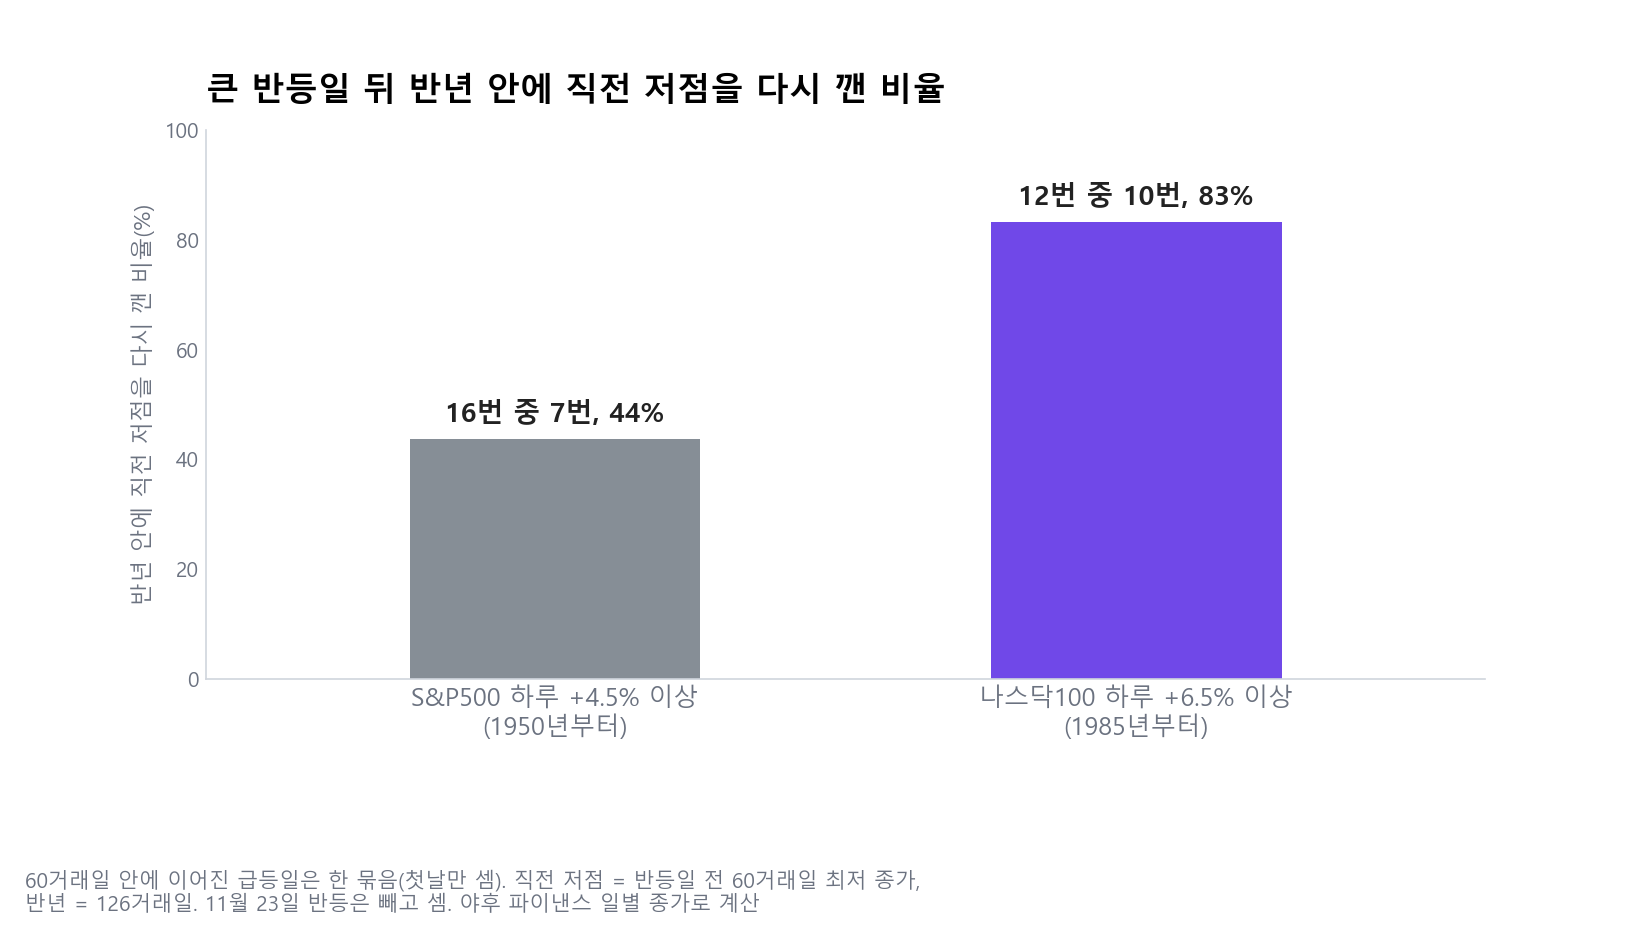 큰 반등일 뒤 반년 안에 직전 저점을 다시 깬 비율
반년 안에 직전 저점을 다시 깬 비율(%)
100
80
60
40
20
0
16번 중 7번, 44%
12번 중 10번, 83%
S&P500 하루 +4.5% 이상
(1950년부터)
나스닥100 하루 +6.5% 이상
(1985년부터)
60거래일 안에 이어진 급등일은 한 묶음(첫날만 셈). 직전 저점 = 반등일 전 60거래일 최저 종가,
반년 = 126거래일. 11월 23일 반등은 빼고 셈. 야후 파이낸스 일별 종가로 계산